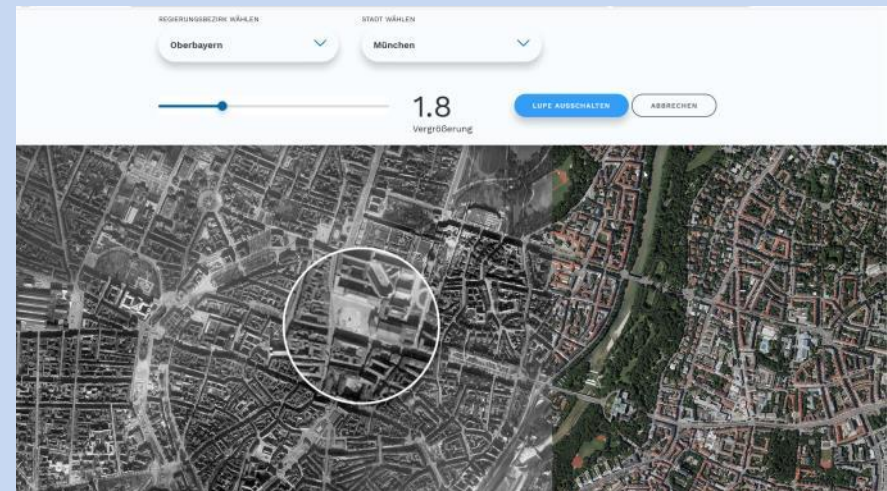 REGIERUNGSBEZIRK WÄHLEN
STADT WÄHLEN
Oberbayern
München
1.8
Vergrößerung
LUPE AUSSCHALTEN
ABBRECHEN